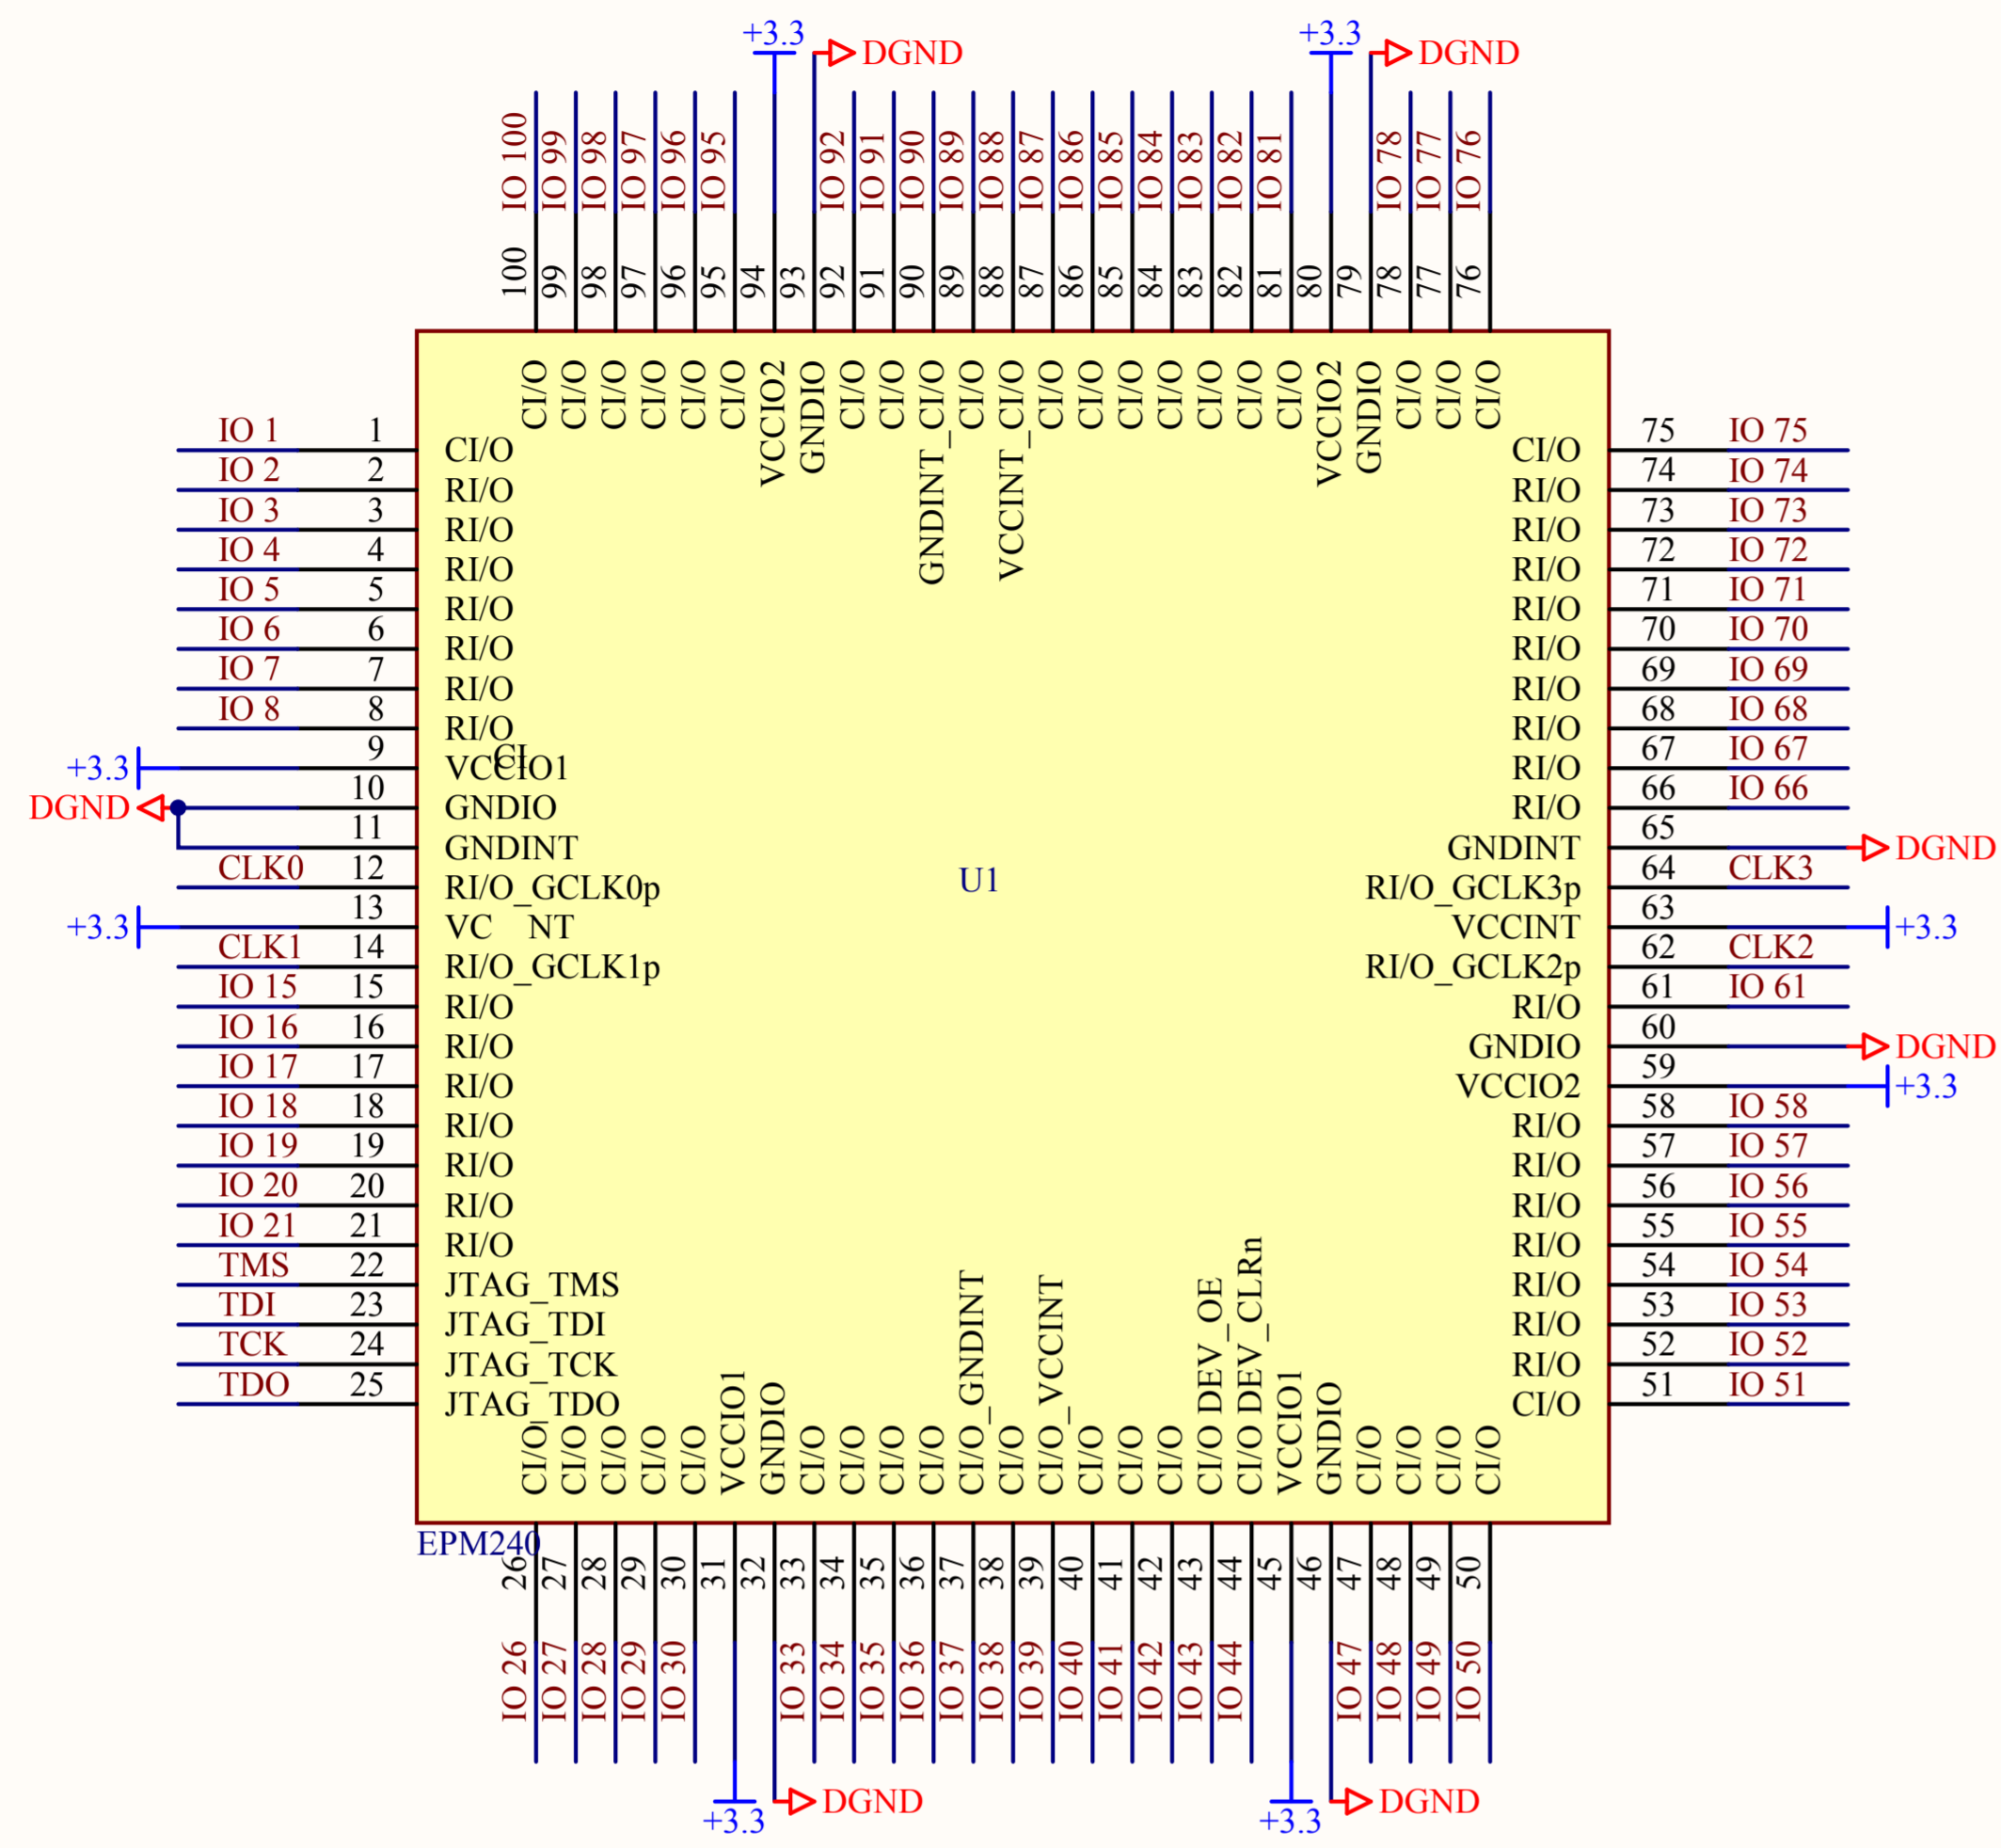 +3.3 DGND +3.3 DGND
IO 100 IO 99 IO 98 IO 97 IO 96 IO 95 IO 92 IO 91 IO 90 IO 89 IO 88 IO 87 IO 86 IO 85 IO 84 IO 83 IO 82 IO 81 IO 78 IO 77 IO 76
100 99 98 97 96 95 94 93 92 91 90 89 88 87 86 85 84 83 82 81 80 79 78 77 76
CI/O CI/O CI/O CI/O CI/O CI/O VCCIO2 GNDIO CI/O CI/O GNDINT_CI/O CI/O VCCINT_CI/O CI/O CI/O CI/O CI/O CI/O CI/O CI/O VCCIO2 GNDIO CI/O CI/O CI/O
IO 1 1 CI/O
IO 2 2 RI/O
IO 3 3 RI/O
IO 4 4 RI/O
IO 5 5 RI/O
IO 6 6 RI/O
IO 7 7 RI/O
IO 8 8 RI/O
CI
+3.3 9 VCCIO1
DGND 10 GNDIO
11 GNDINT
CLK0 12 RI/O_GCLK0p
+3.3 13 VC NT
CLK1 14 RI/O_GCLK1p
IO 15 15 RI/O
IO 16 16 RI/O
IO 17 17 RI/O
IO 18 18 RI/O
IO 19 19 RI/O
IO 20 20 RI/O
IO 21 21 RI/O
TMS 22 JTAG_TMS
TDI 23 JTAG_TDI
TCK 24 JTAG_TCK
TDO 25 JTAG_TDO
U1
CI/O 75 IO 75
RI/O 74 IO 74
RI/O 73 IO 73
RI/O 72 IO 72
RI/O 71 IO 71
RI/O 70 IO 70
RI/O 69 IO 69
RI/O 68 IO 68
RI/O 67 IO 67
RI/O 66 IO 66
GNDINT 65 DGND
RI/O_GCLK3p 64 CLK3
VCCINT 63 +3.3
RI/O_GCLK2p 62 CLK2
RI/O 61 IO 61
GNDIO 60 DGND
VCCIO2 59 +3.3
RI/O 58 IO 58
RI/O 57 IO 57
RI/O 56 IO 56
RI/O 55 IO 55
RI/O 54 IO 54
RI/O 53 IO 53
RI/O 52 IO 52
CI/O 51 IO 51
CI/O CI/O CI/O CI/O CI/O VCCIO1 GNDIO CI/O CI/O CI/O CI/O CI/O_GNDINT CI/O CI/O_VCCINT CI/O CI/O CI/O CI/O DEV_OE CI/O DEV_CLRn VCCIO1 GNDIO CI/O CI/O CI/O CI/O
EPM240
26 27 28 29 30 31 32 33 34 35 36 37 38 39 40 41 42 43 44 45 46 47 48 49 50
IO 26 IO 27 IO 28 IO 29 IO 30 IO 33 IO 34 IO 35 IO 36 IO 37 IO 38 IO 39 IO 40 IO 41 IO 42 IO 43 IO 44 IO 47 IO 48 IO 49 IO 50
+3.3 DGND +3.3 DGND